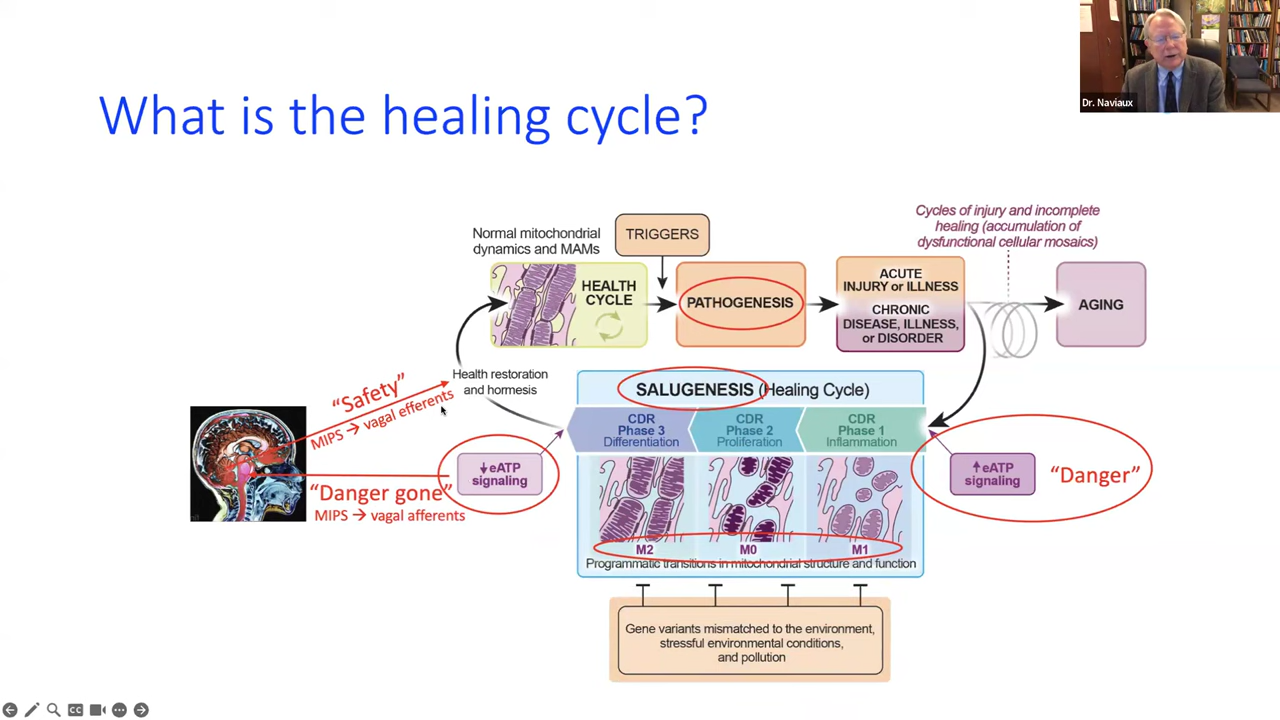 Dr. Naviaux
What is the healing cycle?
Cycles of injury and incomplete
healing (accumulation of
dysfunctional cellular mosaics)
Normal mitochondrial
dynamics and MAMs
TRIGGERS
HEALTH
CYCLE
PATHOGENESIS
ACUTE
INJURY or ILLNESS
CHRONIC
DISEASE, ILLNESS,
or DISORDER
AGING
Health restoration
and hormesis
SALUGENESIS (Healing Cycle)
CDR
Phase 3
Differentiation
CDR
Phase 2
Proliferation
CDR
Phase 1
Inflammation
"Safety"
MIPS → vagal efferents
↓eATP
signaling
"Danger gone"
MIPS → vagal afferents
↑eATP
signaling
"Danger"
M2
M0
M1
Programmatic transitions in mitochondrial structure and function
Gene variants mismatched to the environment,
stressful environmental conditions,
and pollution